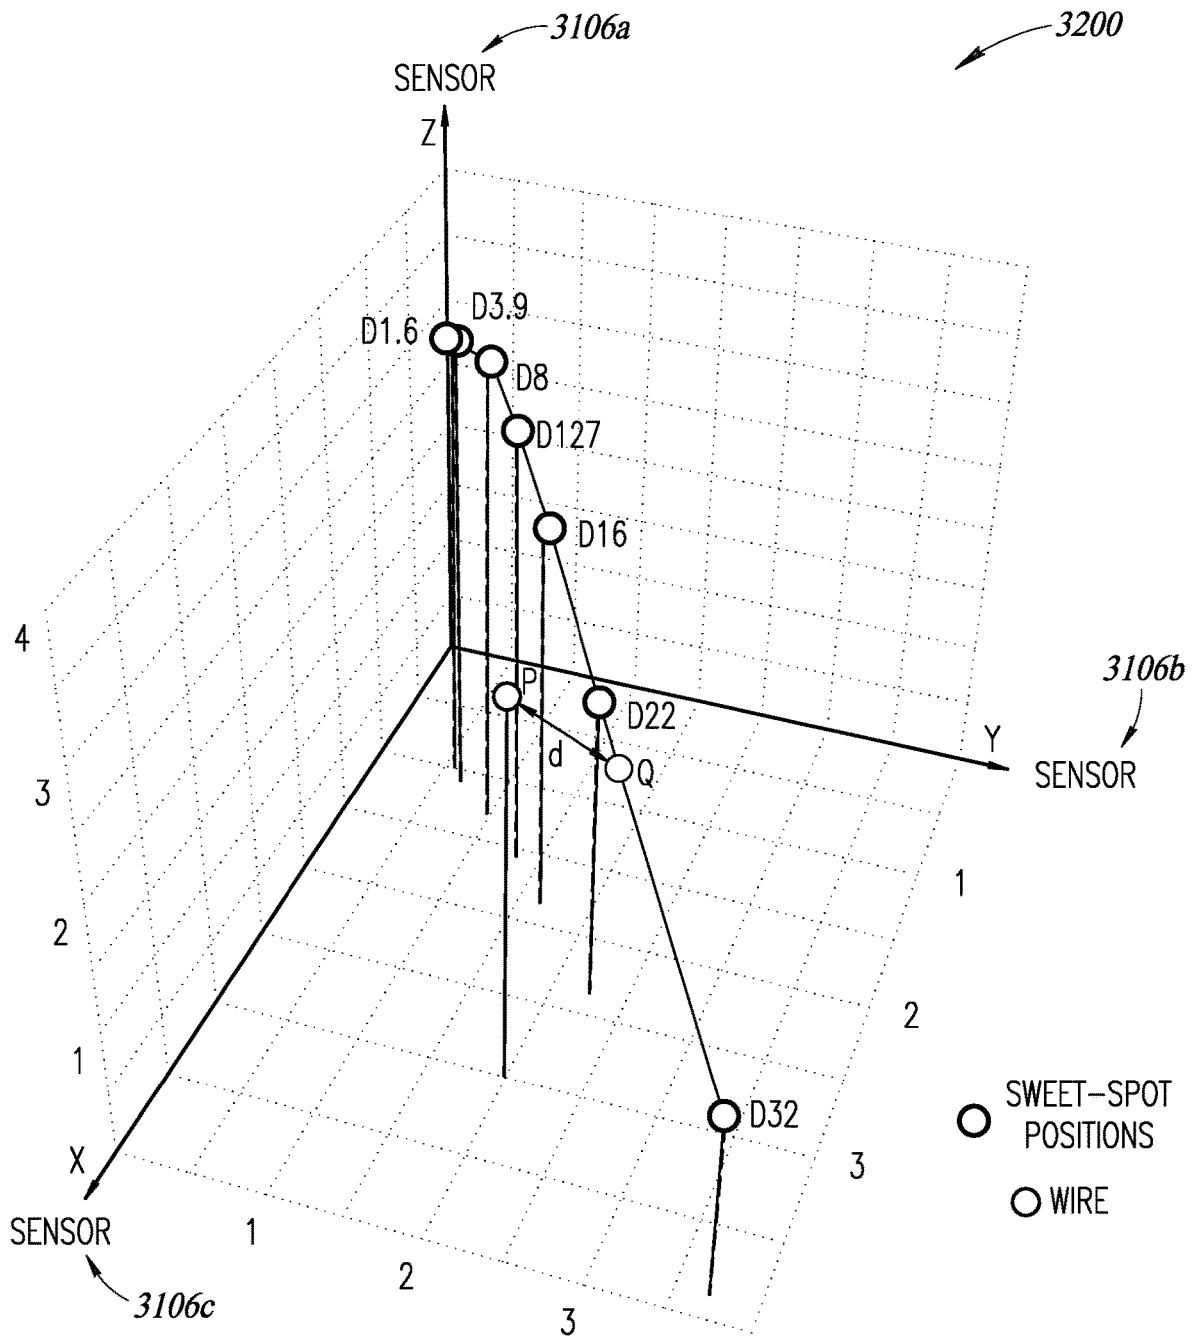 3106a
3200
SENSOR
Z
D3.9
D1.6
D8
D127
D16
4
P
3106b
D22
Y
d
Q
SENSOR
3
1
2
2
1
SWEET-SPOT
POSITIONS
D32
3
X
WIRE
SENSOR
1
2
3106c
3